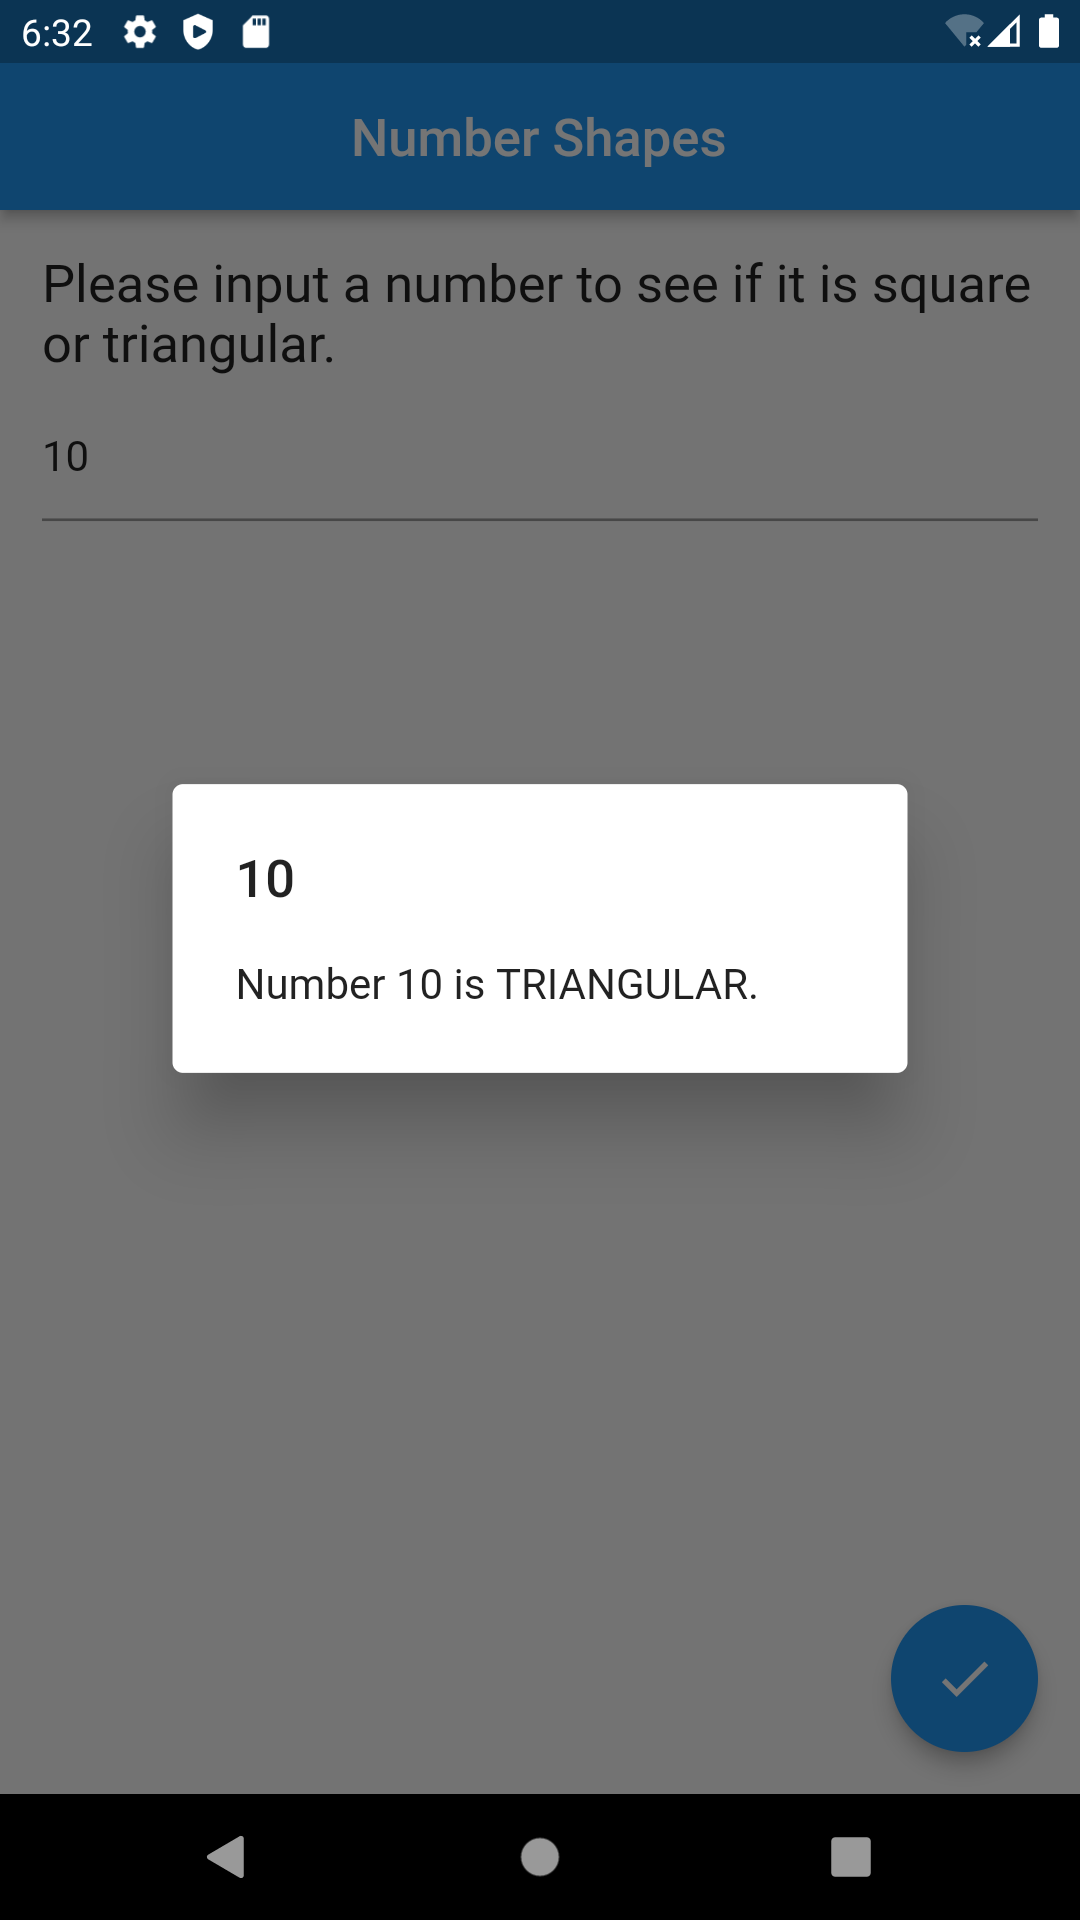 6:32
Number Shapes
Please input a number to see if it is square
or triangular.
10
10
Number 10 is TRIANGULAR.